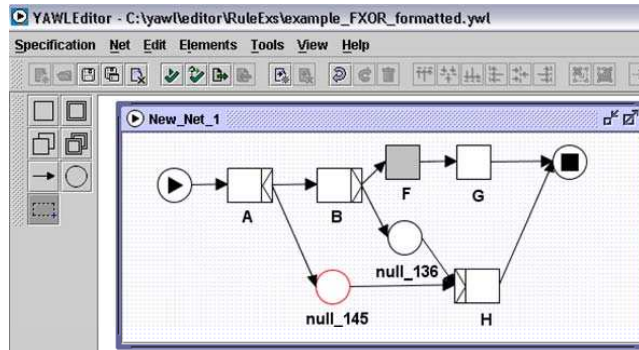 YAWLEditor - C:\yawl\editor\RuleExs\example_FXOR_formatted.ywl
Specification Net Edit Elements Tools View Help
New_Net_1
A
B
F
G
null_136
null_145
H